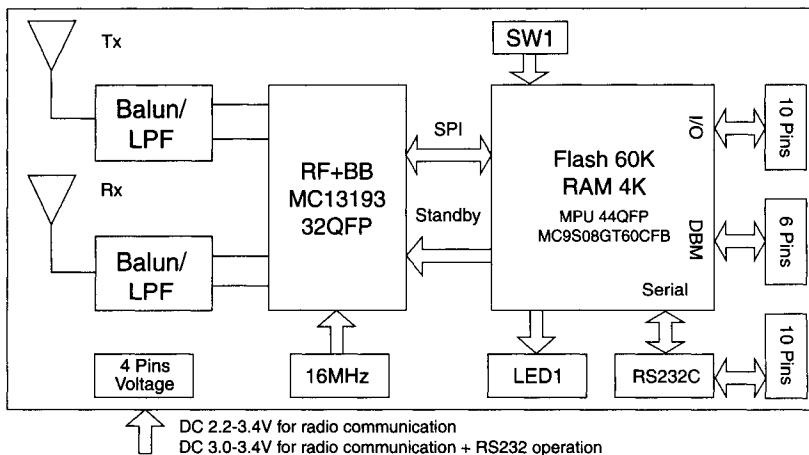 Tx
SW1
Balun/
LPF
RF+BB
MC13193
32QFP
SPI
Standby
Flash 60K
RAM 4K
MPU 44QFP
MC9S08GT60CFB
I/O
DBM
Serial
10 Pins
6 Pins
10 Pins
Rx
Balun/
LPF
4 Pins
Voltage
16MHz
LED1
RS232C
DC 2.2-3.4V for radio communication
DC 3.0-3.4V for radio communication + RS232 operation